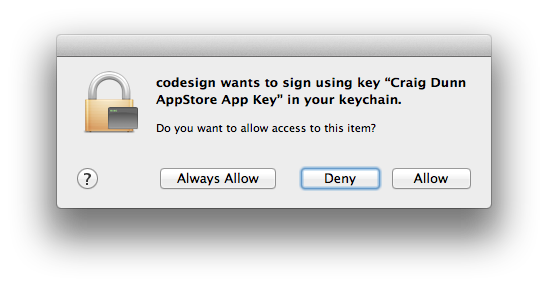 codesign wants to sign using key “Craig Dunn
AppStore App Key” in your keychain.
Do you want to allow access to this item?
?
Always Allow
Deny
Allow